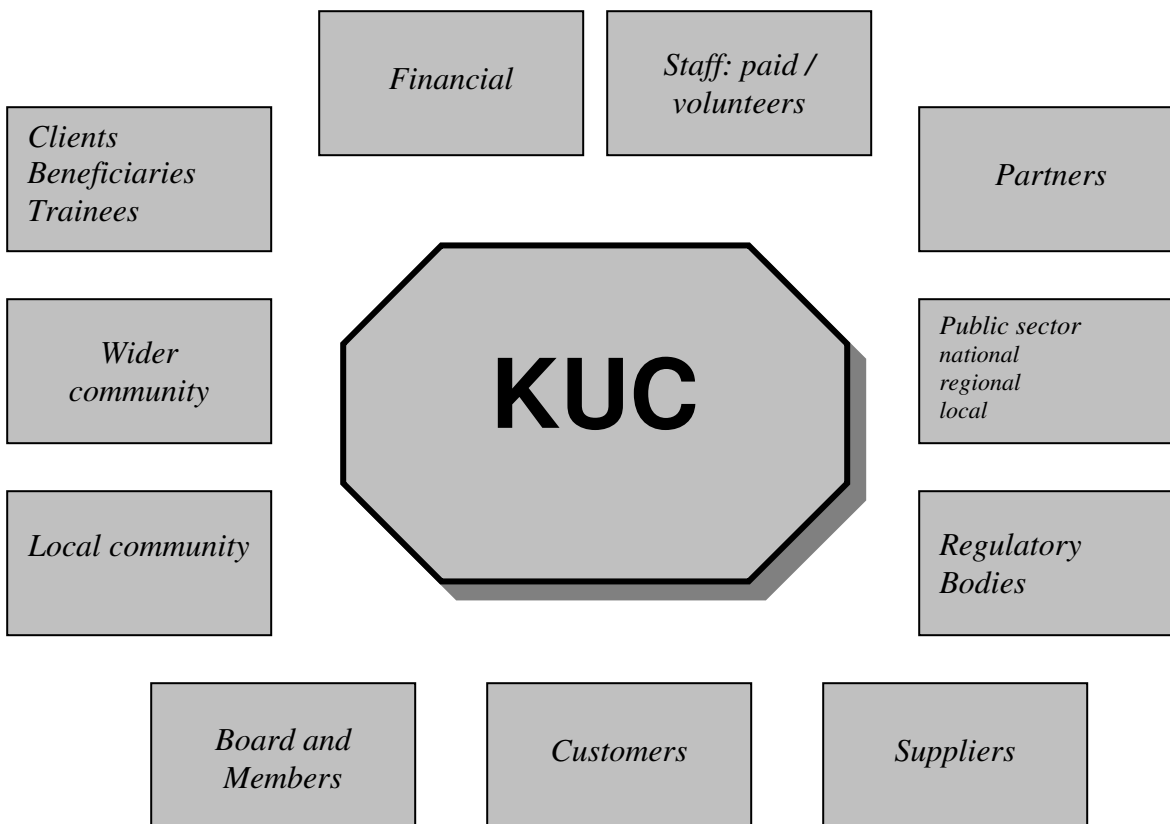 Financial
Staff: paid /
volunteers
Clients
Beneficiaries
Trainees
Partners
Wider
community
KUC
Public sector
national
regional
local
Local community
Regulatory
Bodies
Board and
Members
Customers
Suppliers